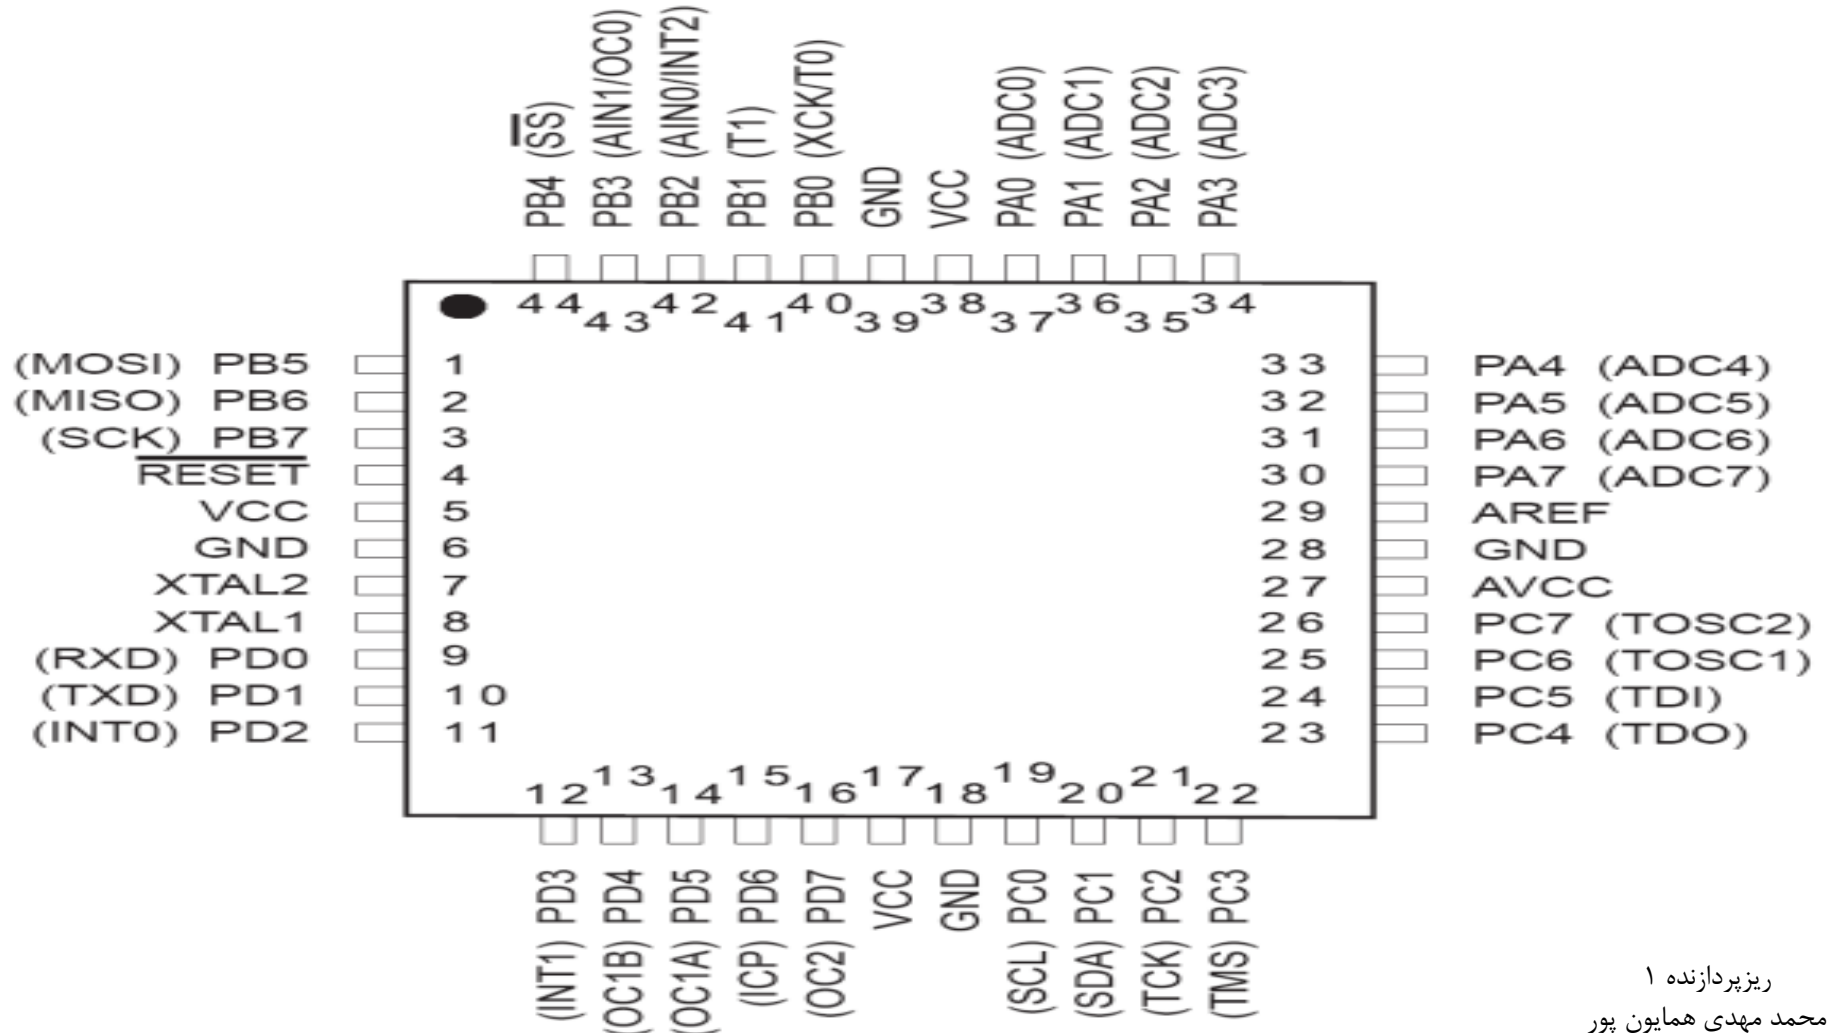 PB4 (SS)
PB3 (AIN1/OC0)
PB2 (AIN0/INT2)
PB1 (T1)
PB0 (XCK/T0)
GND
VCC
PA0 (ADC0)
PA1 (ADC1)
PA2 (ADC2)
PA3 (ADC3)
44 43 42 41 40 39 38 37 36 35 34
(MOSI) PB5 1
(MISO) PB6 2
(SCK) PB7 3
RESET 4
VCC 5
GND 6
XTAL2 7
XTAL1 8
(RXD) PD0 9
(TXD) PD1 10
(INT0) PD2 11
33 PA4 (ADC4)
32 PA5 (ADC5)
31 PA6 (ADC6)
30 PA7 (ADC7)
29 AREF
28 GND
27 AVCC
26 PC7 (TOSC2)
25 PC6 (TOSC1)
24 PC5 (TDI)
23 PC4 (TDO)
12 13 14 15 16 17 18 19 20 21 22
(INT1) PD3
(OC1B) PD4
(OC1A) PD5
(ICP) PD6
(OC2) PD7
VCC
GND
(SCL) PC0
(SDA) PC1
(TCK) PC2
(TMS) PC3
ریزپردازنده ۱
محمد مهدی همایون پور